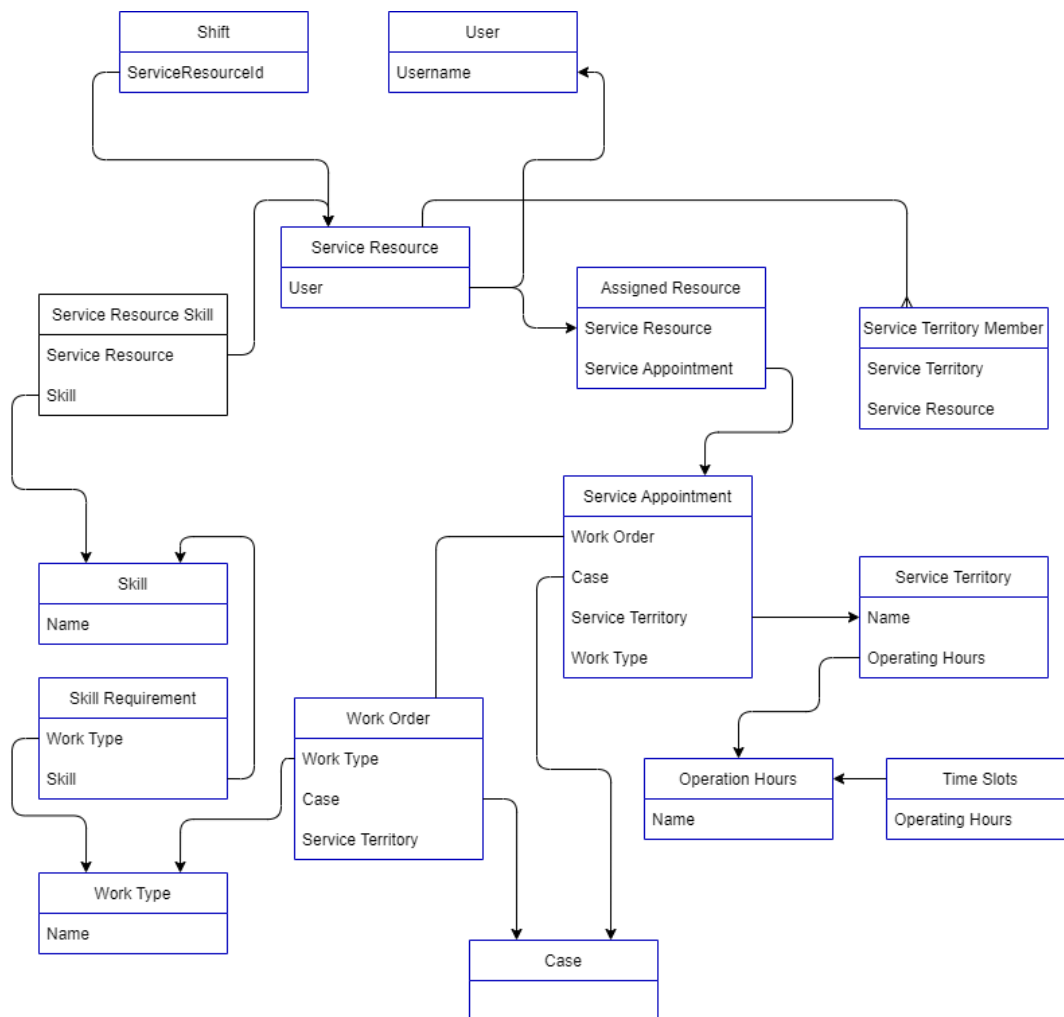 Shift
ServiceResourceId
User
Username
Service Resource
User
Assigned Resource
Service Resource
Service Appointment
Service Territory Member
Service Territory
Service Resource
Service Resource Skill
Service Resource
Skill
Service Appointment
Work Order
Case
Service Territory
Work Type
Service Territory
Name
Operating Hours
Skill
Name
Skill Requirement
Work Type
Skill
Work Order
Work Type
Case
Service Territory
Operation Hours
Name
Time Slots
Operating Hours
Work Type
Name
Case